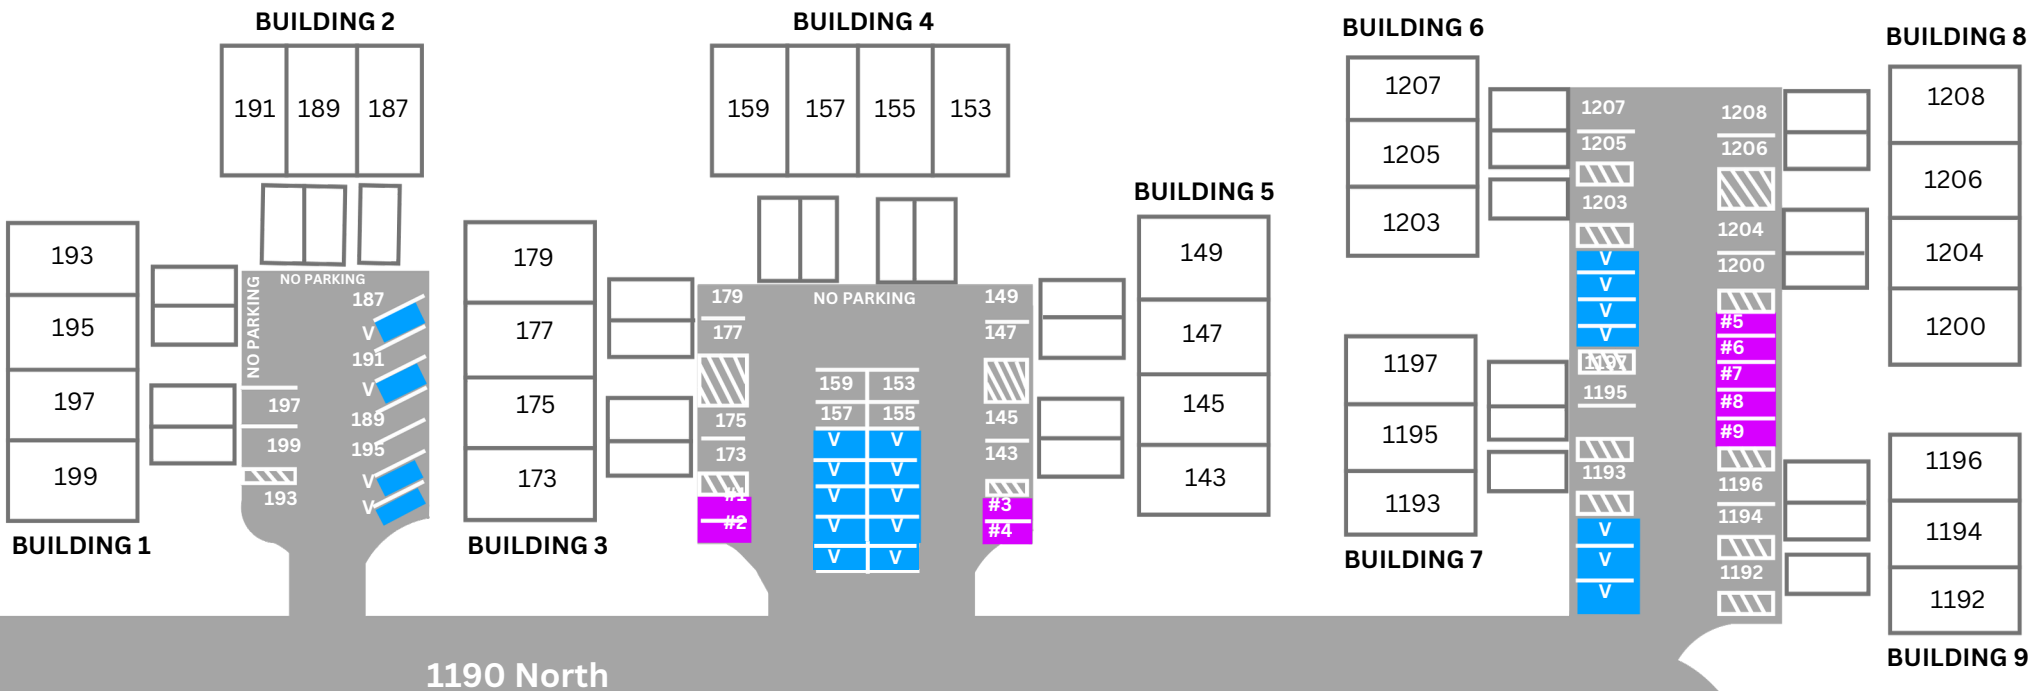 BUILDING 2
191 189 187
193
195
197
199
BUILDING 1
NO PARKING
NO PARKING
187
V
191
V
189
195
V
V
197
199
193
BUILDING 4
159 157 155 153
179
177
175
173
BUILDING 3
179
177
175
173
#1
#2
NO PARKING
159 153
157 155
V V
V V
V V
V V
V V
149
147
145
143
#3
#4
BUILDING 5
149
147
145
143
BUILDING 6
1207
1205
1203
1207
1205
1203
V
V
V
V
1197
1195
1193
V
V
V
1197
1195
1193
BUILDING 7
1208
1206
1204
1200
#5
#6
#7
#8
#9
1196
1194
1192
BUILDING 8
1208
1206
1204
1200
1196
1194
1192
BUILDING 9
1190 North